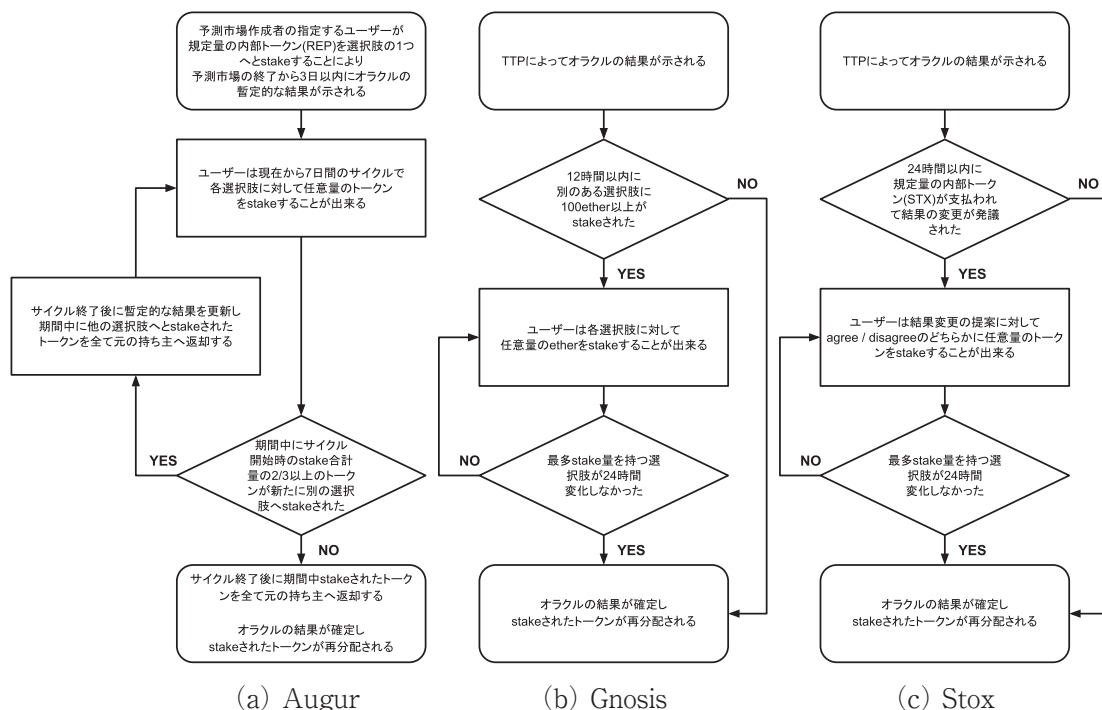 予測市場作成者の指定するユーザーが
規定量の内部トークン(REP)を選択肢の1つ
へとstakeすることにより
予測市場の終了から3日以内にオラクルの
暫定的な結果が示される
ユーザーは現在から7日間のサイクルで
各選択肢に対して任意量のトークン
をstakeすることが出来る
サイクル終了後に暫定的な結果を更新し
期間中に他の選択肢へとstakeされた
トークンを全て元の持ち主へ返却する
YES
期間中にサイクル
開始時のstake合計
量の2/3以上のトーク
ンが新たに別の選択
肢へstakeされた
NO
サイクル終了後に期間中stakeされたトーク
ンを全て元の持ち主へ返却する
オラクルの結果が確定し
stakeされたトークンが再分配される
(a) Augur
TTPによってオラクルの結果が示される
12時間以内に
別のある選択肢に
100ether以上が
stakeされた
NO
YES
ユーザーは各選択肢に対して
任意量のetherをstakeすることが出来る
NO
最多stake量を持つ選
択肢が24時間
変化しなかった
YES
オラクルの結果が確定し
stakeされたトークンが再分配される
(b) Gnosis
TTPによってオラクルの結果が示される
24時間以内に
規定量の内部トーク
ン(STX)が支払われ
て結果の変更が発議
された
NO
YES
ユーザーは結果変更の提案に対して
agree / disagreeのどちらかに任意量のトーク
ンをstakeすることが出来る
NO
最多stake量を持つ選
択肢が24時間
変化しなかった
YES
オラクルの結果が確定し
stakeされたトークンが再分配される
(c) Stox